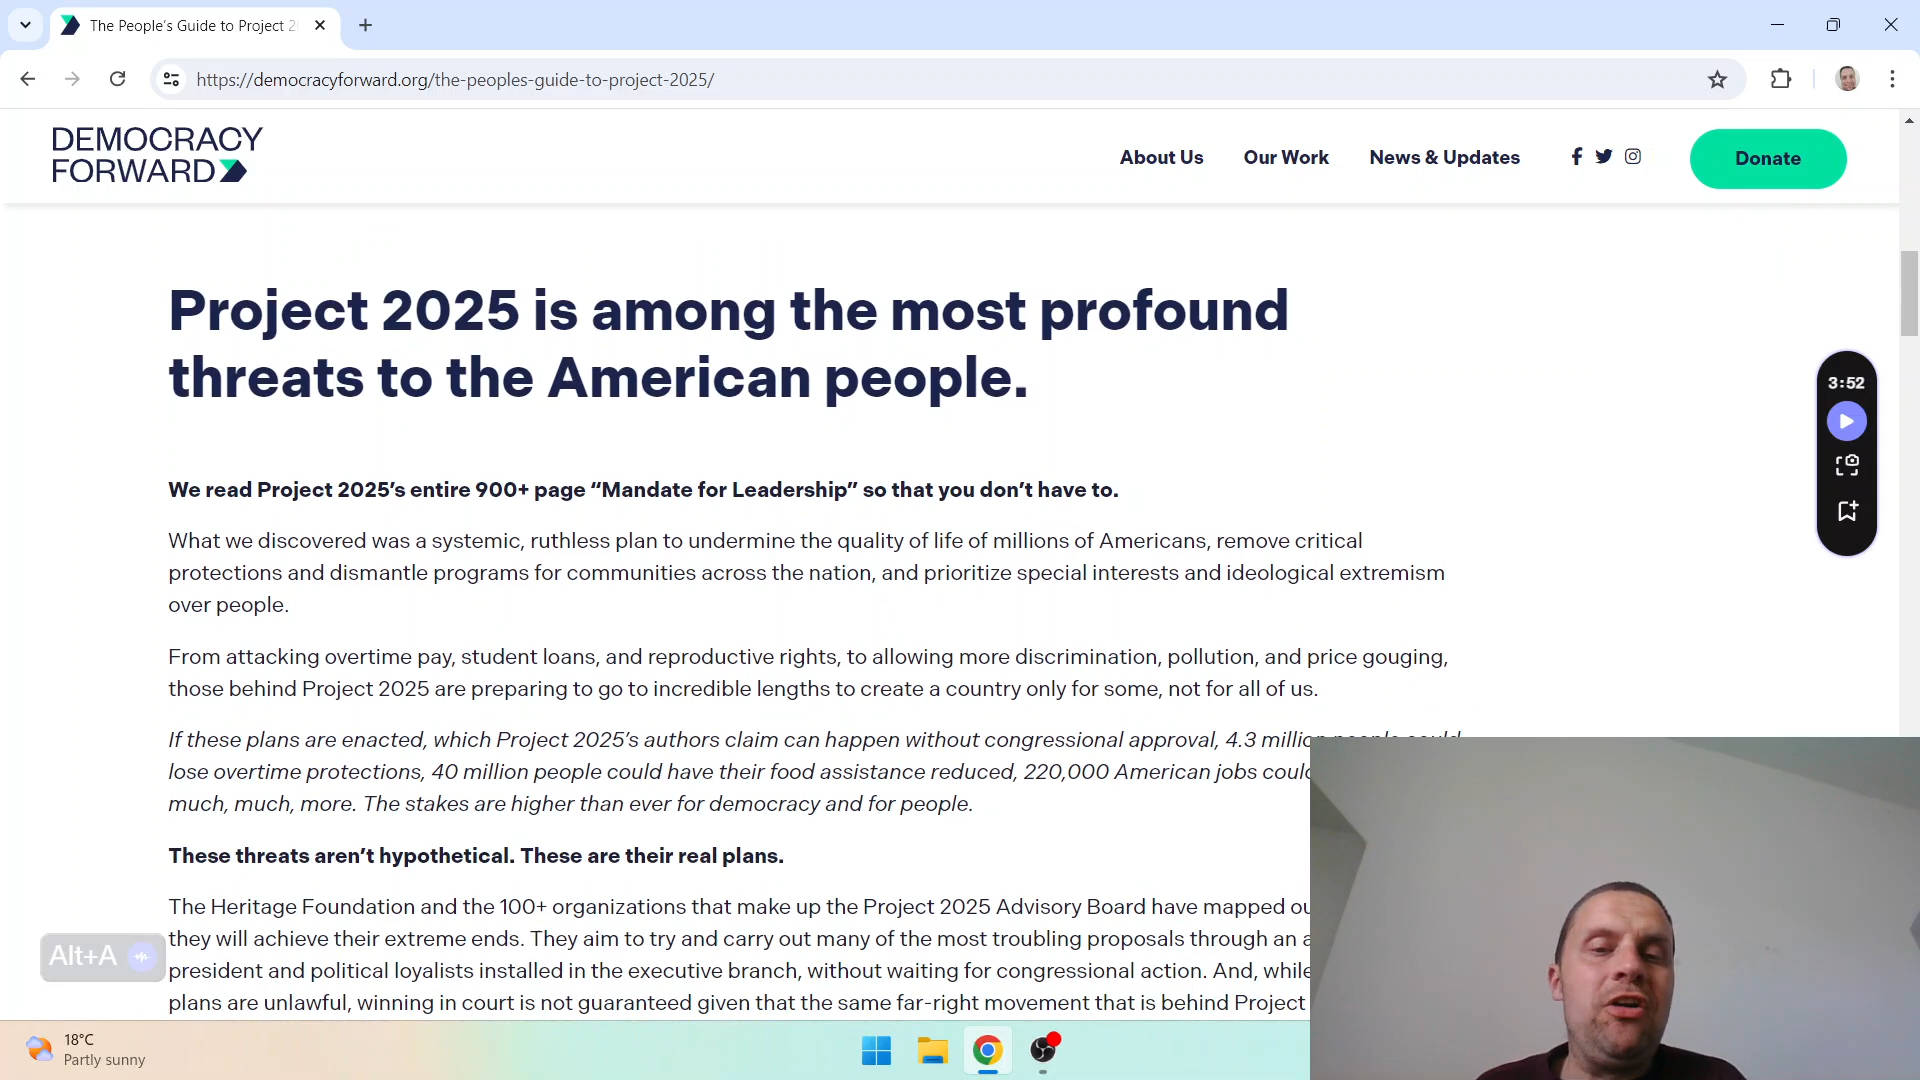 The People's Guide to Project 2
https://democracyforward.org/the-peoples-guide-to-project-2025/
DEMOCRACY
FORWARD
About Us
Our Work
News & Updates
Donate
Project 2025 is among the most profound
threats to the American people.
3:52
We read Project 2025’s entire 900+ page “Mandate for Leadership” so that you don’t have to.
What we discovered was a systemic, ruthless plan to undermine the quality of life of millions of Americans, remove critical
protections and dismantle programs for communities across the nation, and prioritize special interests and ideological extremism
over people.
From attacking overtime pay, student loans, and reproductive rights, to allowing more discrimination, pollution, and price gouging,
those behind Project 2025 are preparing to go to incredible lengths to create a country only for some, not for all of us.
If these plans are enacted, which Project 2025’s authors claim can happen without congressional approval, 4.3 million people could
lose overtime protections, 40 million people could have their food assistance reduced, 220,000 American jobs could
much, much, more. The stakes are higher than ever for democracy and for people.
These threats aren’t hypothetical. These are their real plans.
The Heritage Foundation and the 100+ organizations that make up the Project 2025 Advisory Board have mapped
they will achieve their extreme ends. They aim to try and carry out many of the most troubling proposals through an
president and political loyalists installed in the executive branch, without waiting for congressional action. And, while
plans are unlawful, winning in court is not guaranteed given that the same far-right movement that is behind Project
Alt+A
18°C
Partly sunny